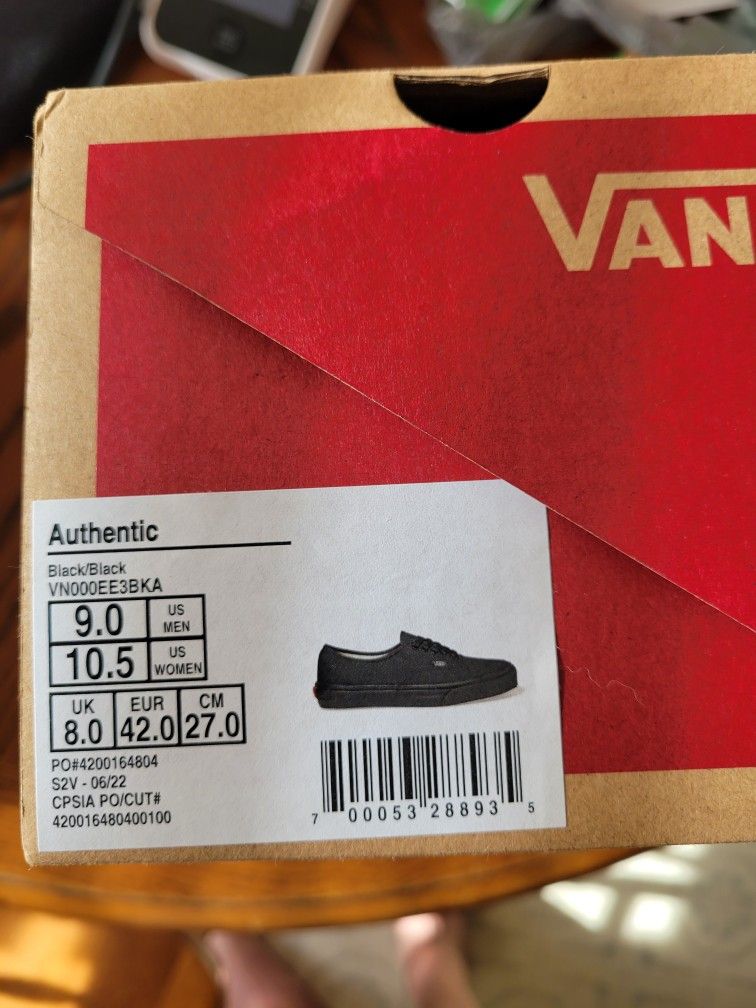 VAN
Authentic
Black/Black
VN000EE3BKA
9.0 US MEN
10.5 US WOMEN
UK EUR CM
8.0 42.0 27.0
PO#4200164804
S2V - 06/22
CPSIA PO/CUT#
420016480400100
7 00053 28893 5